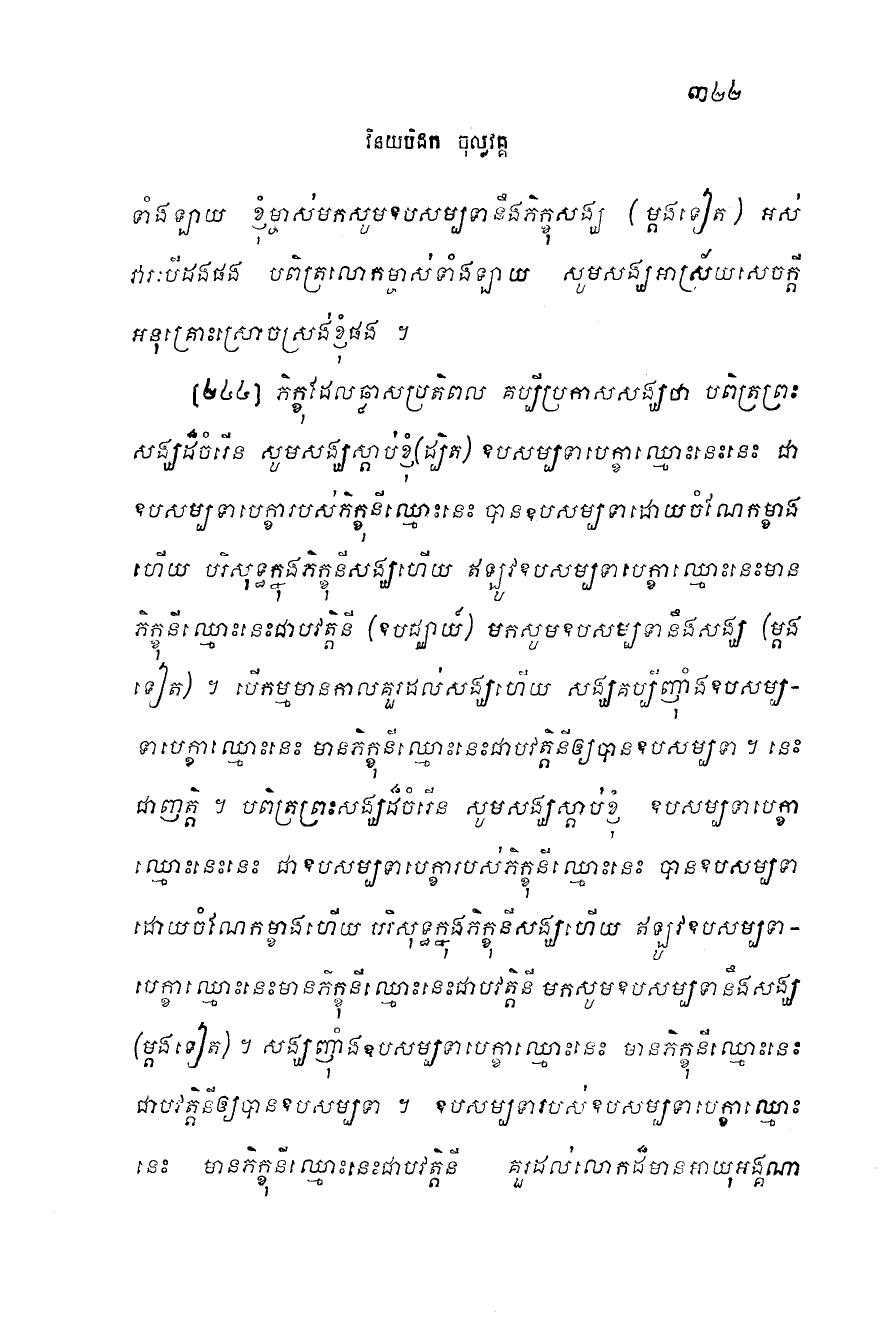 ៣៤៤
វិនយបិដក ចុល្លវគ្គ
ទាំងឡាយ ខ្ញុំម្ចាស់មកសូមឧបសម្បទានឹងភិក្ខុសង្ឃ (ម្ដងទៀត) អស់
វារៈបីដងផង បពិត្រលោកម្ចាស់ទាំងឡាយ សូមសង្ឃអាស្រ័យសេចក្ដី
អនុគ្រោះស្រោចស្រង់ខ្ញុំផង ។
[២៤៤] ភិក្ខុដែលឆ្លាសប្រតិពល គប្បីប្រកាសសង្ឃថា បពិត្រព្រះ
សង្ឃដ៏ចំរើន សូមសង្ឃស្ដាប់ខ្ញុំ(ដ្បិត) ឧបសម្បទាបេក្ខាឈ្មោះនេះនេះ ជា
ឧបសម្បទាបេក្ខារបស់ភិក្ខុនីឈ្មោះនេះ បានឧបសម្បទាដោយចំណែកម្ខាង
ហើយ បរិសុទ្ធក្នុងភិក្ខុនីសង្ឃហើយ ឥឡូវឧបសម្បទាបេក្ខាឈ្មោះនេះមាន
ភិក្ខុនីឈ្មោះនេះជាបវត្តិនី (ឧបជ្ឈាយ៍) មកសូមឧបសម្បទានឹងសង្ឃ (ម្ដង
ទៀត) ។ បើកម្មមានកាលគួរដល់សង្ឃហើយ សង្ឃគប្បីញ៉ាំងឧបសម្ប-
ទាបេក្ខាឈ្មោះនេះ មានភិក្ខុនីឈ្មោះនេះជាបវត្តិនីឲ្យបានឧបសម្បទា ។ នេះ
ជាញត្តិ ។ បពិត្រព្រះសង្ឃដ៏ចំរើន សូមសង្ឃស្ដាប់ខ្ញុំ ឧបសម្បទាបេក្ខា
ឈ្មោះនេះនេះ ជាឧបសម្បទាបេក្ខារបស់ភិក្ខុនីឈ្មោះនេះ បានឧបសម្បទា
ដោយចំណែកម្ខាងហើយ បរិសុទ្ធក្នុងភិក្ខុនីសង្ឃហើយ ឥឡូវឧបសម្បទា-
បេក្ខាឈ្មោះនេះមានភិក្ខុនីឈ្មោះនេះជាបវត្តិនី មកសូមឧបសម្បទានឹងសង្ឃ
(ម្ដងទៀត) ។ សង្ឃញ៉ាំងឧបសម្បទាបេក្ខាឈ្មោះនេះ មានភិក្ខុនីឈ្មោះនេះ
ជាបវត្តិនីឲ្យបានឧបសម្បទា ។ ឧបសម្បទារបស់ឧបសម្បទាបេក្ខាឈ្មោះ
នេះ មានភិក្ខុនីឈ្មោះនេះជាបវត្តិនី គួរដល់លោកដ៏មានអាយុអង្គណា